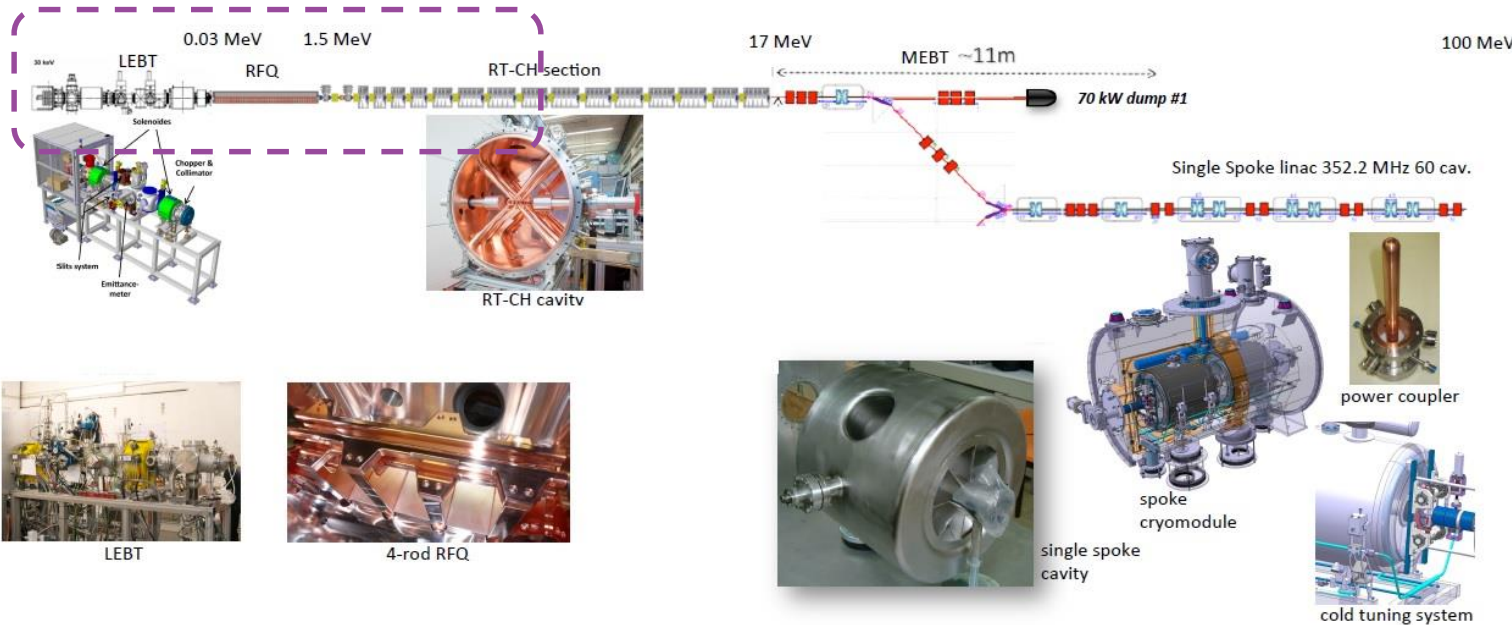 0.03 MeV
1.5 MeV
17 MeV
100 MeV
30 keV
LEBT
RFQ
RT-CH section
MEBT ~11m
70 kW dump #1
Solenoides
Chopper &
Collimator
Slits system
Emittance-
meter
RT-CH cavity
Single Spoke linac 352.2 MHz 60 cav.
power coupler
LEBT
4-rod RFQ
single spoke
cavity
spoke
cryomodule
cold tuning system